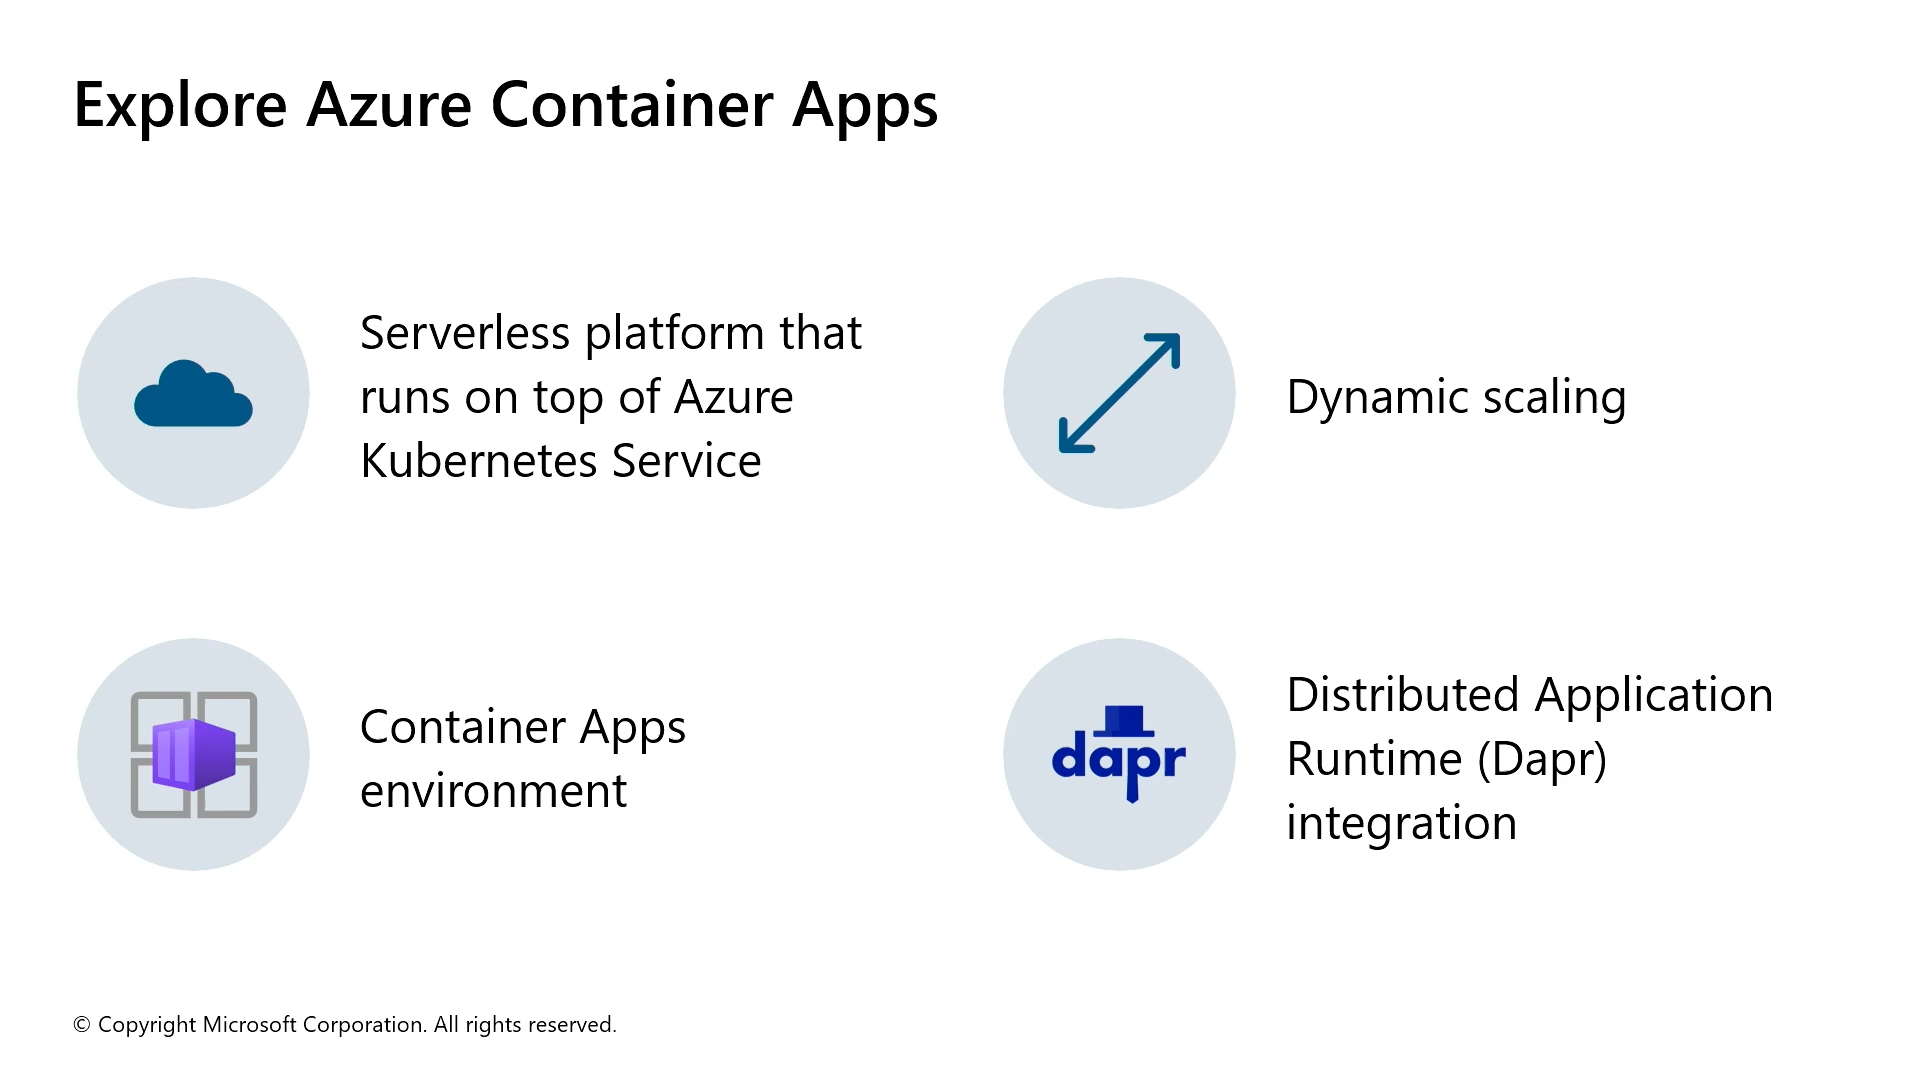 Explore Azure Container Apps
Serverless platform that
runs on top of Azure
Kubernetes Service
Dynamic scaling
Container Apps
environment
dapr
Distributed Application
Runtime (Dapr)
integration
© Copyright Microsoft Corporation. All rights reserved.